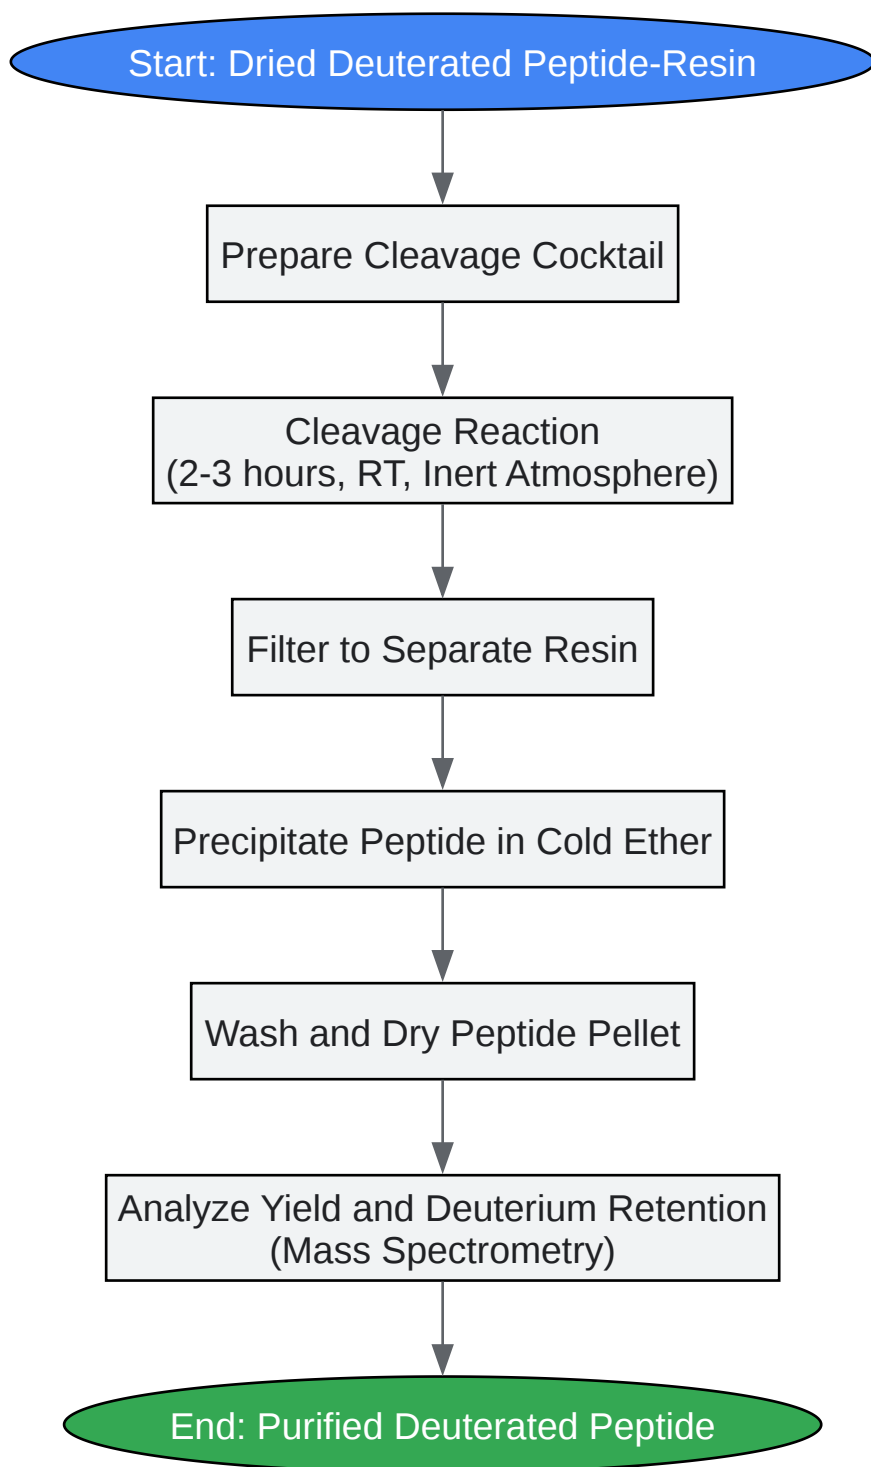 Start: Dried Deuterated Peptide-Resin
Prepare Cleavage Cocktail
Cleavage Reaction
(2-3 hours, RT, Inert Atmosphere)
Filter to Separate Resin
Precipitate Peptide in Cold Ether
Wash and Dry Peptide Pellet
Analyze Yield and Deuterium Retention
(Mass Spectrometry)
End: Purified Deuterated Peptide